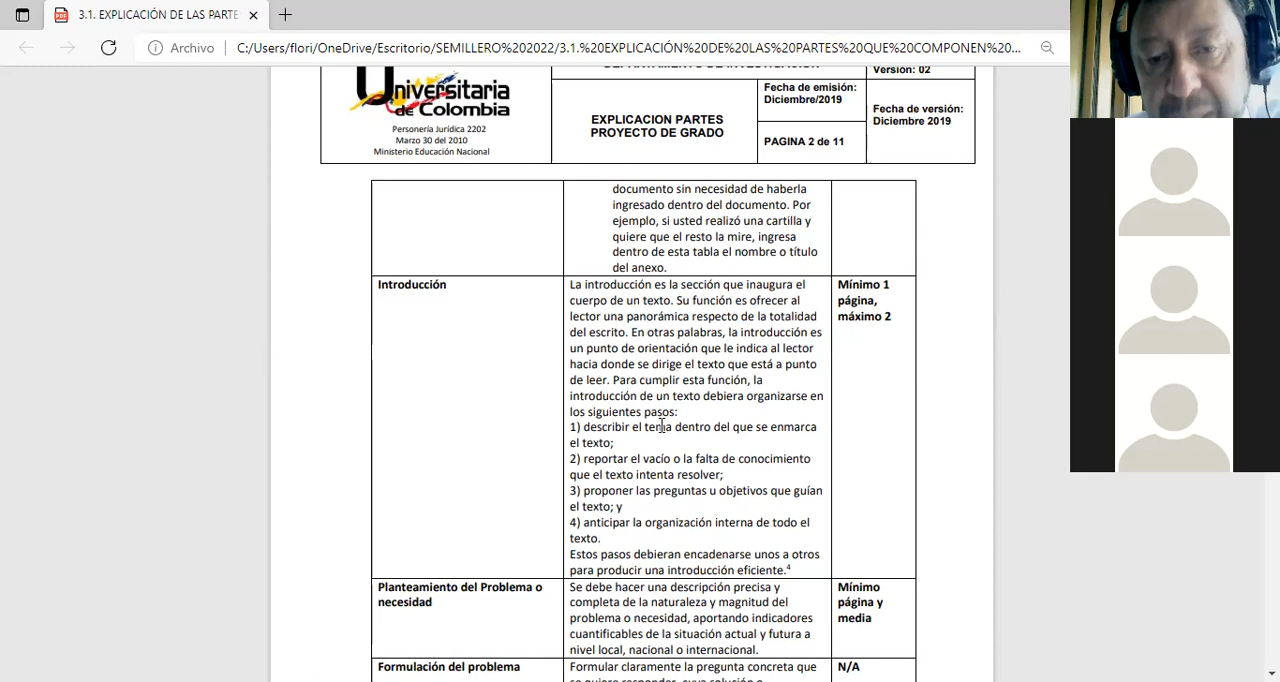 3.1. EXPLICACIÓN DE LAS PARTE
Archivo
C:/Users/flori/OneDrive/Escritorio/SEMILLERO%202022/3.1.%20EXPLICACIÓN%20DE%20LAS%20PARTES%20QUE%20COMPONEN%20...
Universitaria
de Colombia
Personería Jurídica 2202
Marzo 30 del 2010
Ministerio Educación Nacional
DEPARTAMENTO DE INVESTIGACIÓN
EXPLICACION PARTES
PROYECTO DE GRADO
Versión: 02
Fecha de emisión:
Diciembre/2019
PAGINA 2 de 11
Fecha de versión:
Diciembre 2019
documento sin necesidad de haberla
ingresado dentro del documento. Por
ejemplo, si usted realizó una cartilla y
quiere que el resto la mire, ingresa
dentro de esta tabla el nombre o título
del anexo.
Introducción
La introducción es la sección que inaugura el
cuerpo de un texto. Su función es ofrecer al
lector una panorámica respecto de la totalidad
del escrito. En otras palabras, la introducción es
un punto de orientación que le indica al lector
hacia donde se dirige el texto que está a punto
de leer. Para cumplir esta función, la
introducción de un texto debiera organizarse en
los siguientes pasos:
1) describir el tema dentro del que se enmarca
el texto;
2) reportar el vacío o la falta de conocimiento
que el texto intenta resolver;
3) proponer las preguntas u objetivos que guían
el texto; y
4) anticipar la organización interna de todo el
texto.
Estos pasos debieran encadenarse unos a otros
para producir una introducción eficiente.⁴
Mínimo 1
página,
máximo 2
Planteamiento del Problema o
necesidad
Se debe hacer una descripción precisa y
completa de la naturaleza y magnitud del
problema o necesidad, aportando indicadores
cuantificables de la situación actual y futura a
nivel local, nacional o internacional.
Mínimo
página y
media
Formulación del problema
Formular claramente la pregunta concreta que
se quiere responder, cuya solución o
N/A